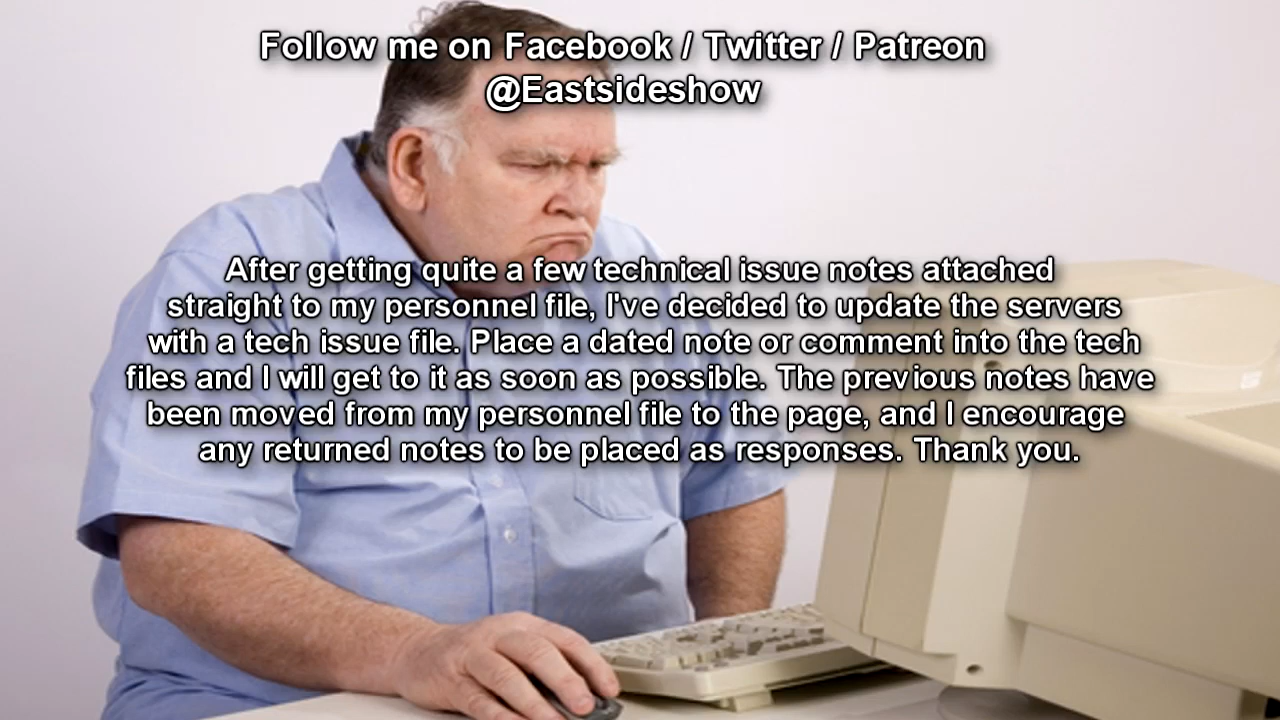 Follow me on Facebook / Twitter / Patreon
@Eastsideshow
After getting quite a few technical issue notes attached
straight to my personnel file, I've decided to update the servers
with a tech issue file. Place a dated note or comment into the tech
files and I will get to it as soon as possible. The previous notes have
been moved from my personnel file to the page, and I encourage
any returned notes to be placed as responses. Thank you.